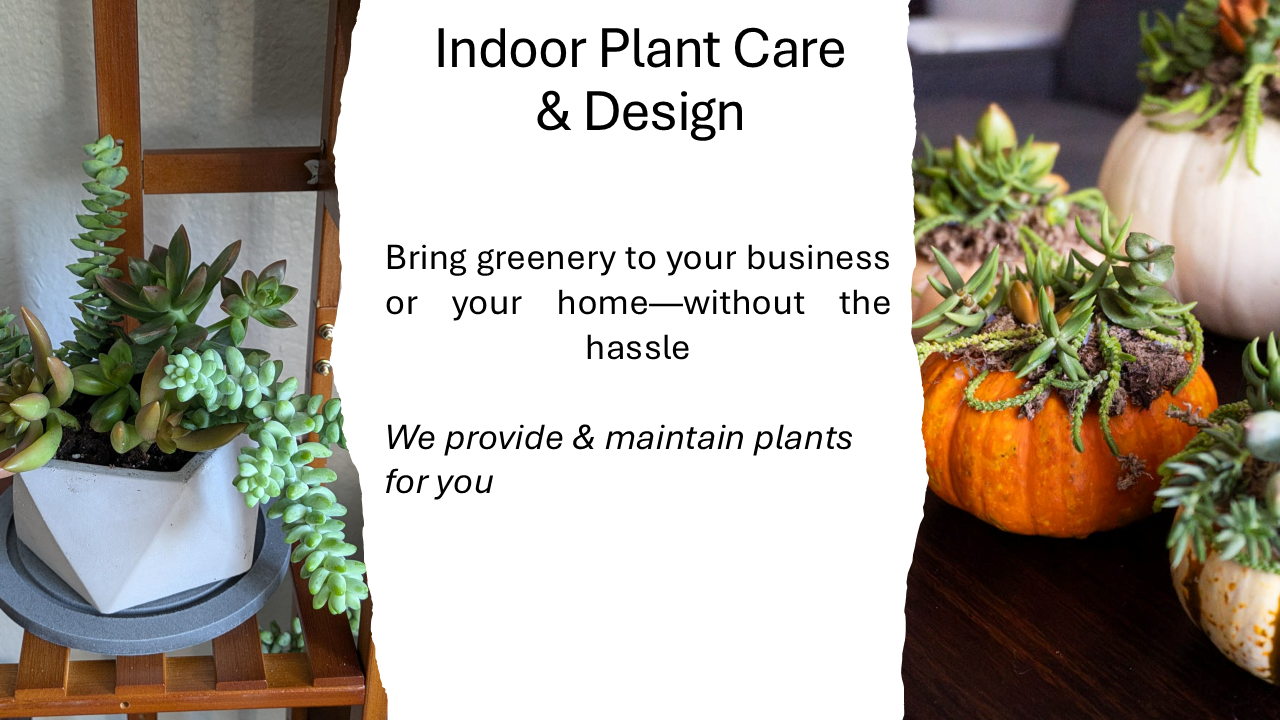 Indoor Plant Care
& Design
Bring greenery to your business
or your home—without the
hassle
We provide & maintain plants
for you